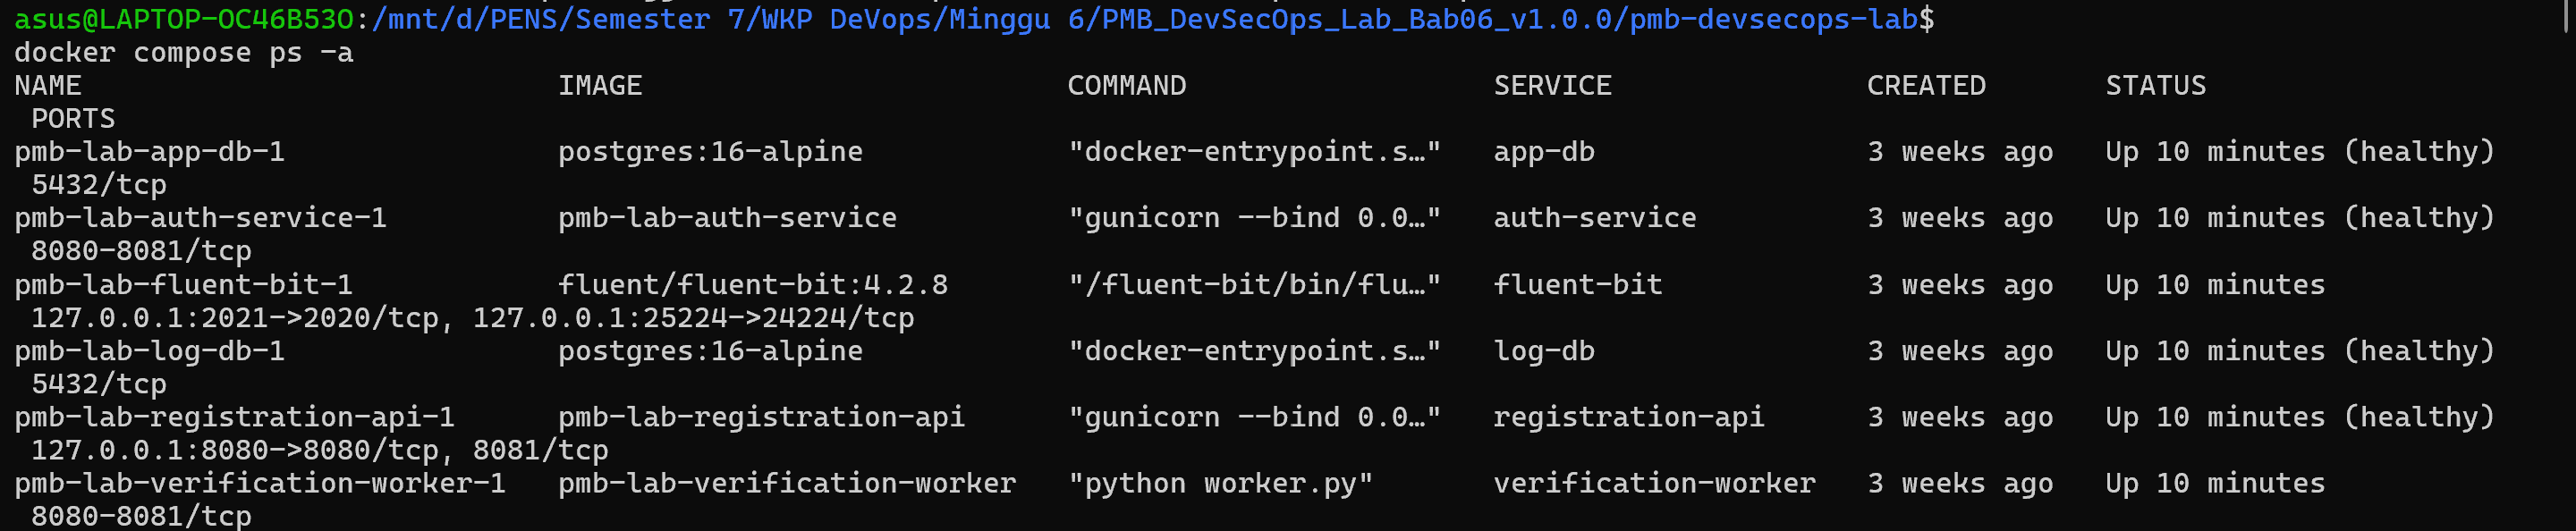 asus@LAPTOP-OC46B53O:/mnt/d/PENS/Semester 7/WKP DeVops/Minggu 6/PMB_DevSecOps_Lab_Bab06_v1.0.0/pmb-devsecops-lab$
docker compose ps -a
NAME IMAGE COMMAND SERVICE CREATED STATUS
PORTS
pmb-lab-app-db-1 postgres:16-alpine "docker-entrypoint.s…" app-db 3 weeks ago Up 10 minutes (healthy)
5432/tcp
pmb-lab-auth-service-1 pmb-lab-auth-service "gunicorn --bind 0.0…" auth-service 3 weeks ago Up 10 minutes (healthy)
8080-8081/tcp
pmb-lab-fluent-bit-1 fluent/fluent-bit:4.2.8 "/fluent-bit/bin/flu…" fluent-bit 3 weeks ago Up 10 minutes
127.0.0.1:2021->2020/tcp, 127.0.0.1:25224->24224/tcp
pmb-lab-log-db-1 postgres:16-alpine "docker-entrypoint.s…" log-db 3 weeks ago Up 10 minutes (healthy)
5432/tcp
pmb-lab-registration-api-1 pmb-lab-registration-api "gunicorn --bind 0.0…" registration-api 3 weeks ago Up 10 minutes (healthy)
127.0.0.1:8080->8080/tcp, 8081/tcp
pmb-lab-verification-worker-1 pmb-lab-verification-worker "python worker.py" verification-worker 3 weeks ago Up 10 minutes
8080-8081/tcp